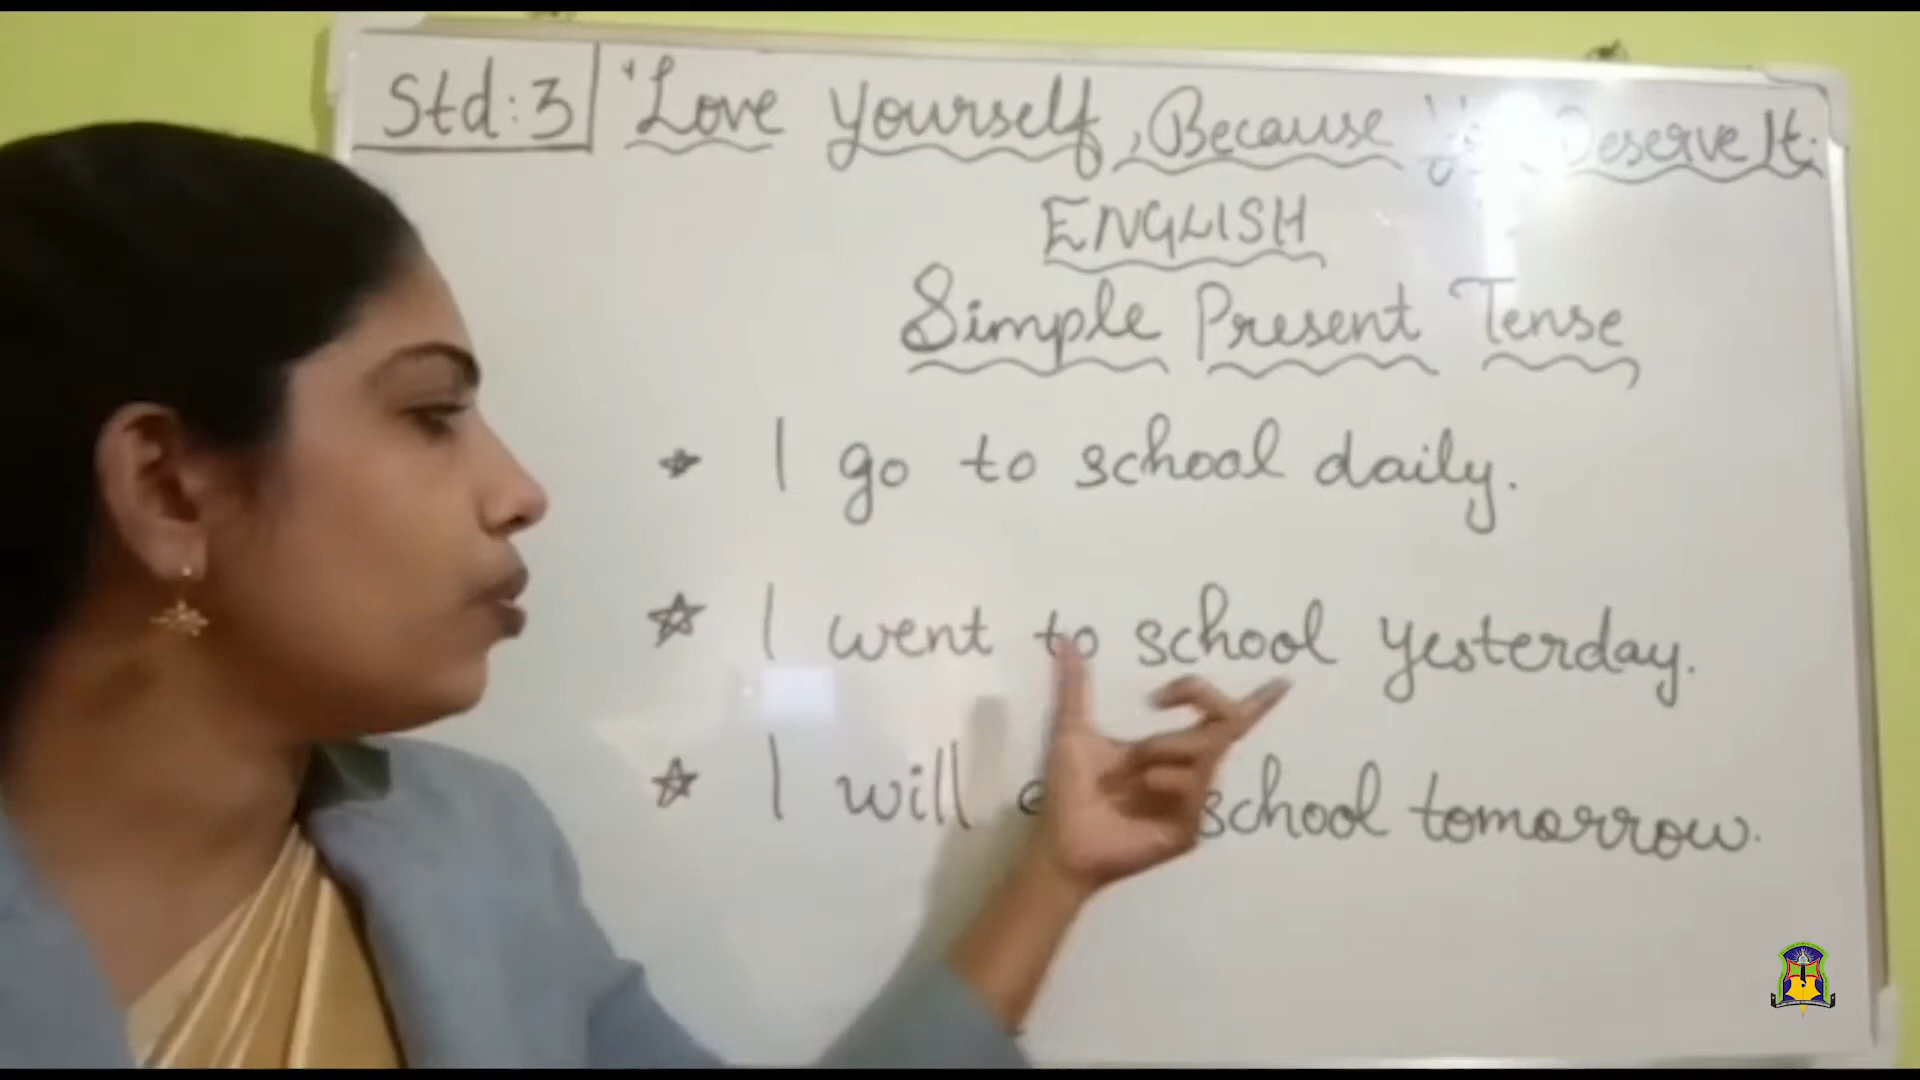 Std: 3
"Love Yourself, Because Deserve It.
ENGLISH
Simple Present Tense
I go to school daily.
I went to school yesterday.
I will school tomorrow.